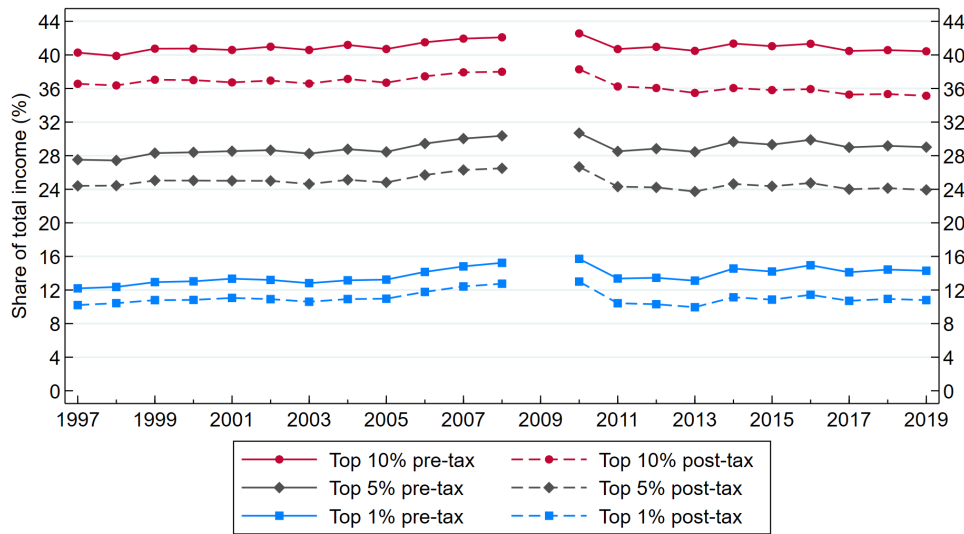 44 44
40 40
36 36
32 32
28 28
24 24
20 20
16 16
12 12
8 8
4 4
0 0
Share of total income (%)
1997 1999 2001 2003 2005 2007 2009 2011 2013 2015 2017 2019
Top 10% pre-tax Top 10% post-tax
Top 5% pre-tax Top 5% post-tax
Top 1% pre-tax Top 1% post-tax